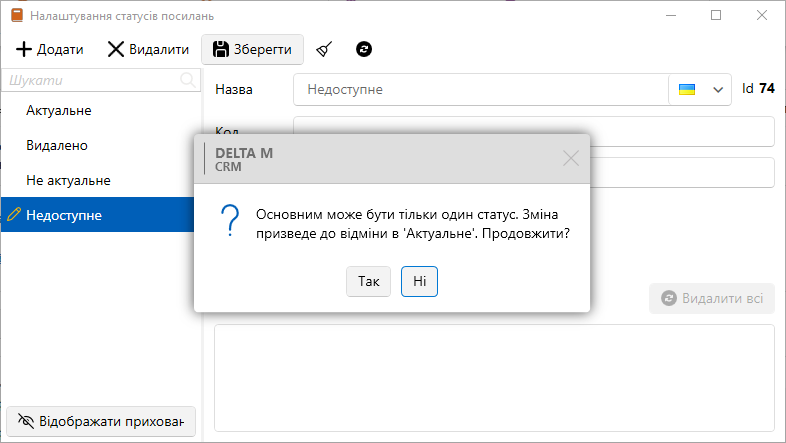 Налаштування статусів посилань
Додати
Видалити
Зберегти
Шукати
Актуальне
Видалено
Не актуальне
Недоступне
Відображати прихован
Назва
Недоступне
Id 74
Код
DELTA M
CRM
Основним може бути тільки один статус. Зміна
призведе до відміни в 'Актуальне'. Продовжити?
Так
Ні
Видалити всі